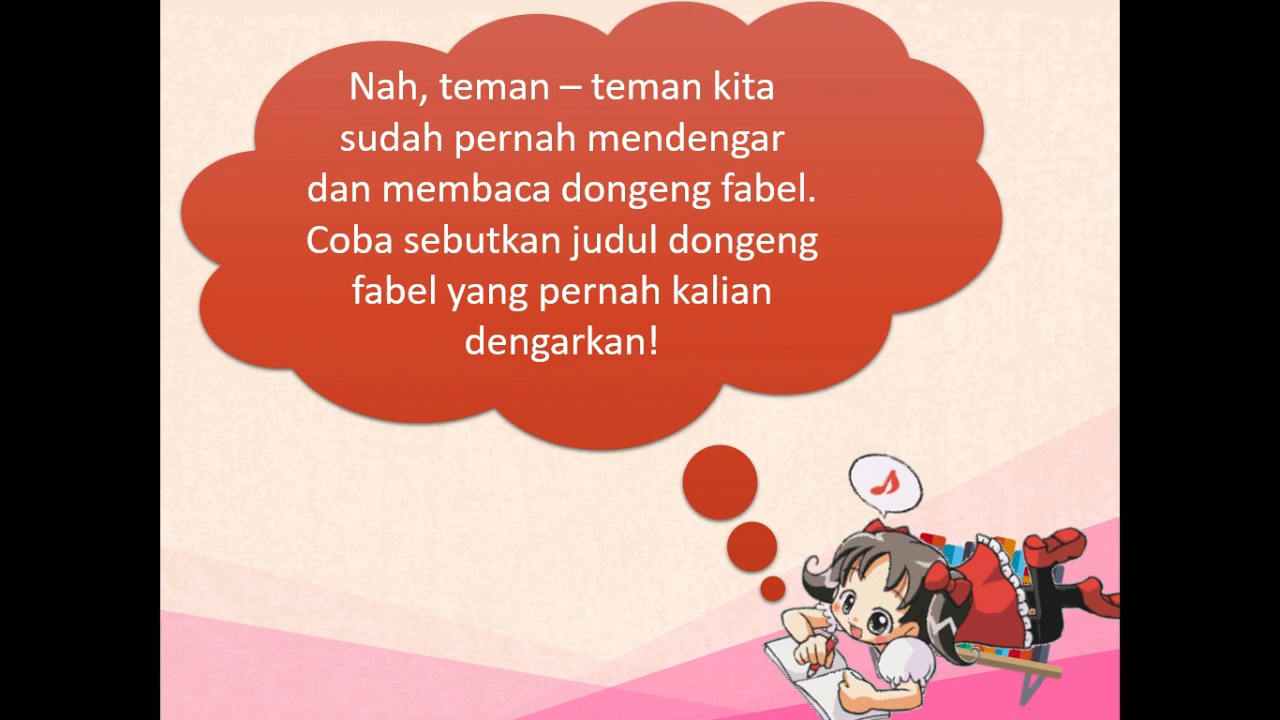 Nah, teman – teman kita
sudah pernah mendengar
dan membaca dongeng fabel.
Coba sebutkan judul dongeng
fabel yang pernah kalian
dengarkan!